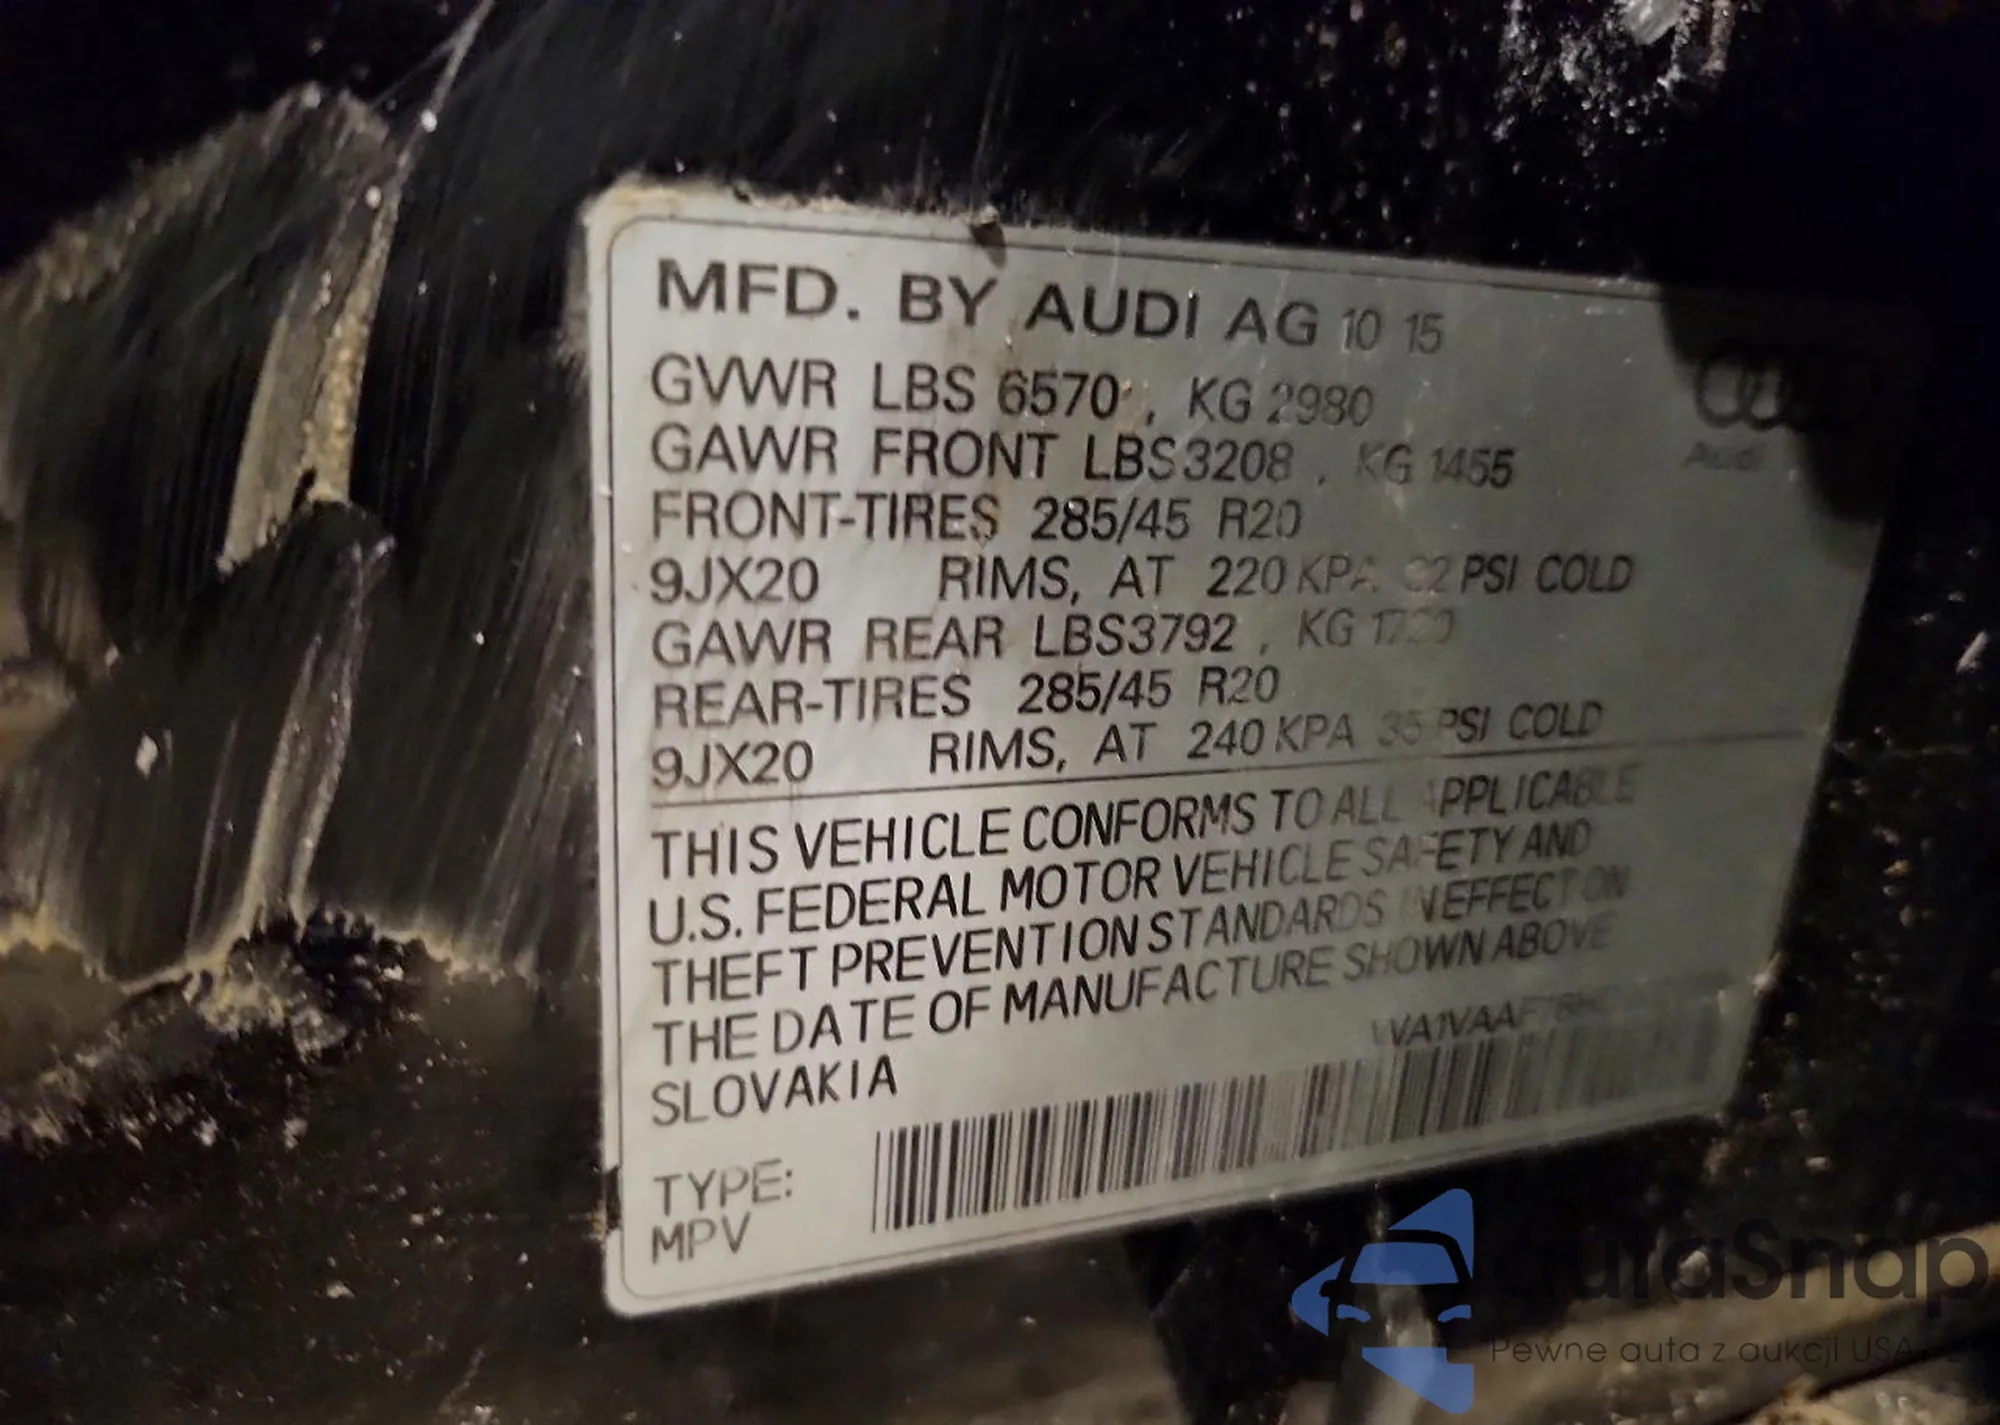 MFD. BY AUDI AG 10 15
Audi
GVWR LBS 6570 , KG 2980
GAWR FRONT LBS3208 , KG 1455
FRONT-TIRES 285/45 R20
9JX20 RIMS, AT 220 KPA 32 PSI COLD
GAWR REAR LBS3792 , KG
REAR-TIRES 285/45 R20
9JX20 RIMS, AT 240 KPA 35 PSI COLD
THIS VEHICLE CONFORMS TO ALL APPLICABLE
U.S. FEDERAL MOTOR VEHICLE SAFETY AND
THEFT PREVENTION STANDARDS IN EFFECT ON
THE DATE OF MANUFACTURE SHOWN ABOVE
SLOVAKIA
TYPE:
MPV
auraSnap
Pewne auta z aukcji USA